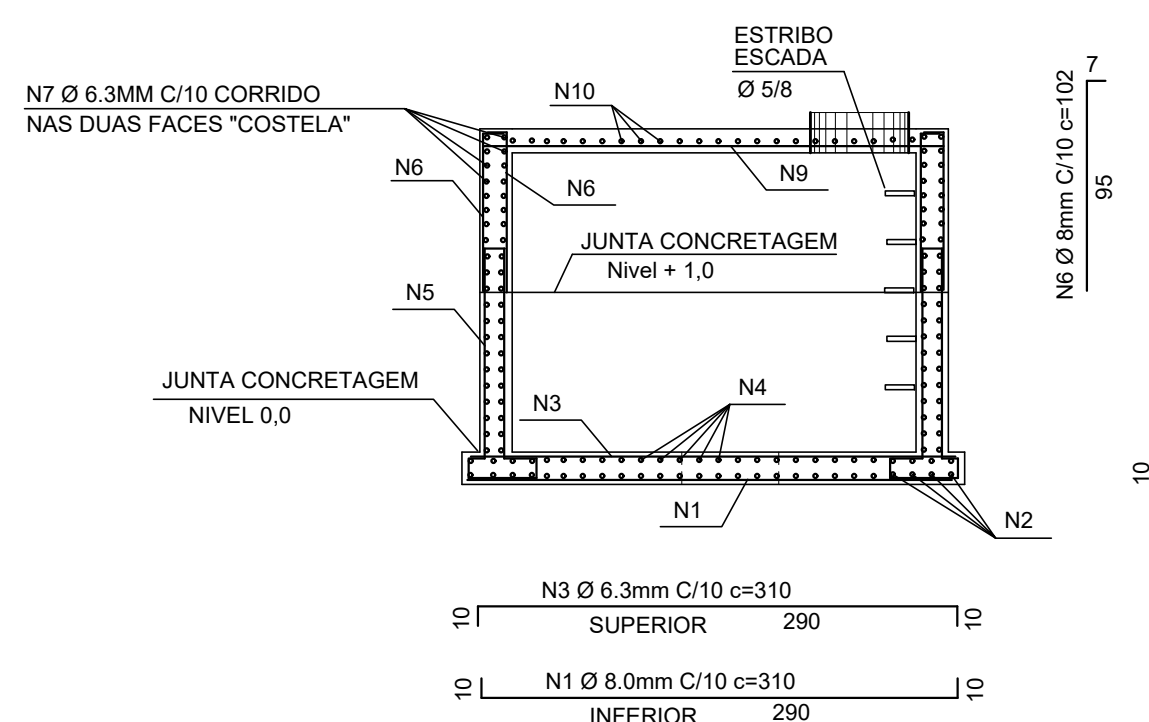 ESTRIBO
ESCADA
Ø 5/8
7
N7 Ø 6.3MM C/10 CORRIDO
NAS DUAS FACES "COSTELA"
N10
N6 Ø 8mm C/10 c=102
95
N6
N6
N9
JUNTA CONCRETAGEM
Nivel + 1,0
N5
JUNTA CONCRETAGEM
NIVEL 0,0
N3
N4
10
N1
N2
N3 Ø 6.3mm C/10 c=310
10
SUPERIOR
290
10
N1 Ø 8.0mm C/10 c=310
10
INFERIOR
290
10